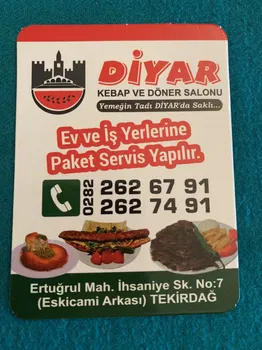 DİYAR
KEBAP VE DÖNER SALONU
Yemeğin Tadı DİYAR'da Saklı...
Ev ve İş Yerlerine
Paket Servis Yapılır.
0282 262 67 91
262 74 91
Ertuğrul Mah. İhsaniye Sk. No:7
(Eskicami Arkası) TEKİRDAĞ